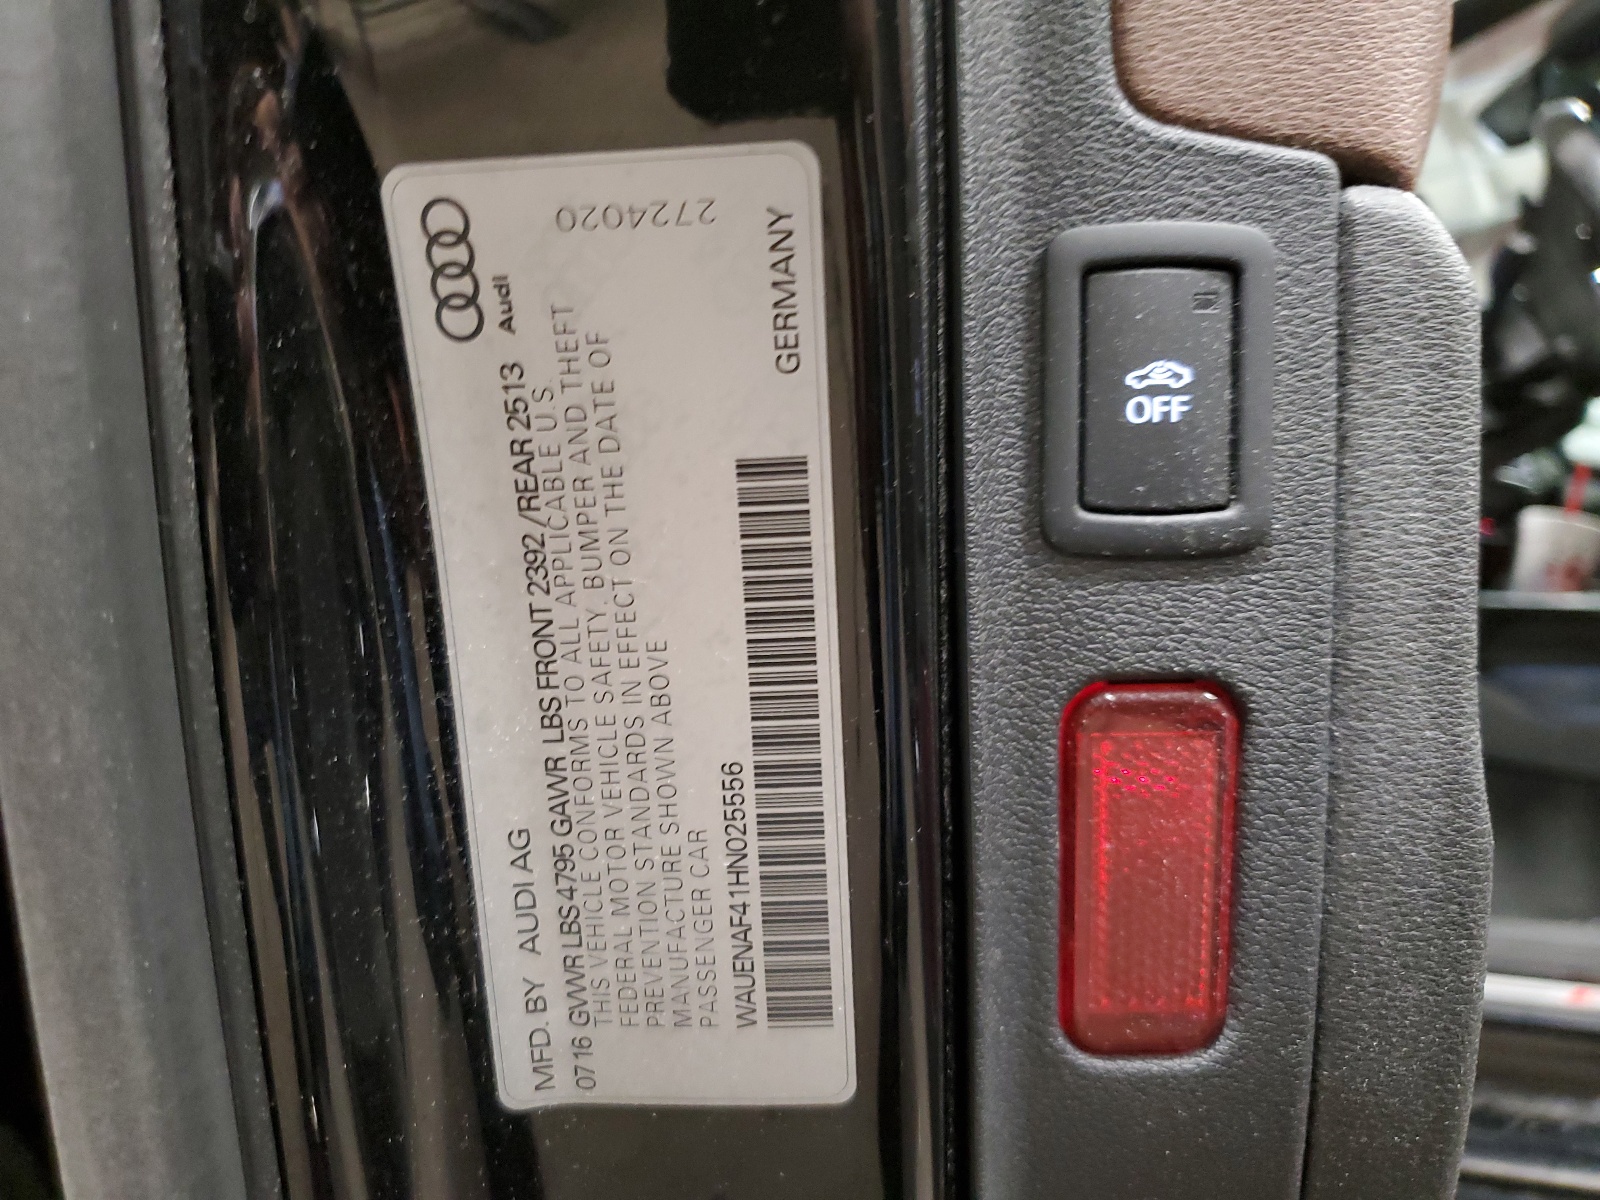 MFD. BY AUDI AG
Audi
07 16 GVWR LBS 4795 GAWR LBS FRONT 2392 /REAR 2513
THIS VEHICLE CONFORMS TO ALL APPLICABLE U.S.
FEDERAL MOTOR VEHICLE SAFETY, BUMPER AND THEFT
PREVENTION STANDARDS IN EFFECT ON THE DATE OF
MANUFACTURE SHOWN ABOVE
PASSENGER CAR
2724020
WAUENAF41HN025556
GERMANY
OFF